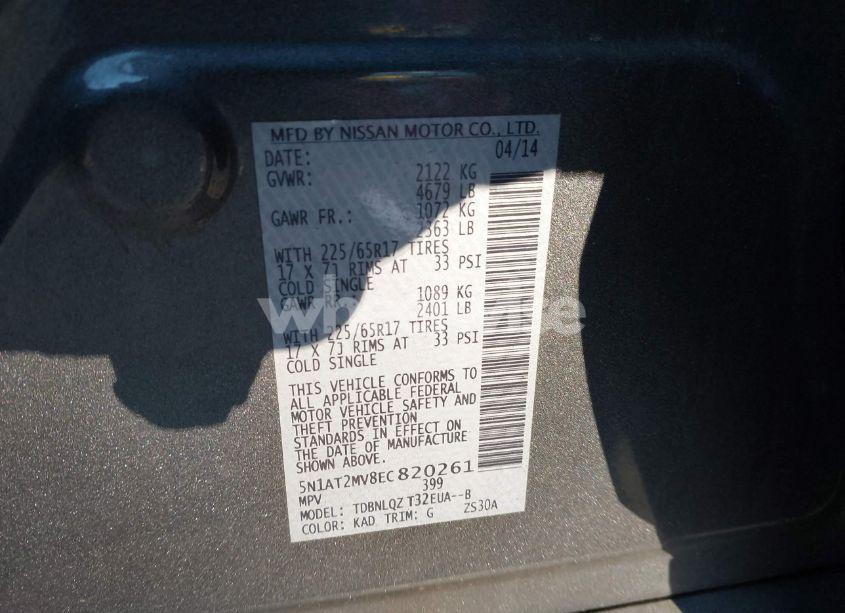 MFD BY NISSAN MOTOR CO., LTD.
DATE: 04/14
GVWR: 2122 KG
4679 LB
GAWR FR.: 1072 KG
2363 LB
WITH 225/65R17 TIRES
17 X 7J RIMS AT 33 PSI
COLD SINGLE
GAWR RR.: 1089 KG
2401 LB
WITH 225/65R17 TIRES
17 X 7J RIMS AT 33 PSI
COLD SINGLE
THIS VEHICLE CONFORMS TO
ALL APPLICABLE FEDERAL
MOTOR VEHICLE SAFETY AND
THEFT PREVENTION
STANDARDS IN EFFECT ON
THE DATE OF MANUFACTURE
SHOWN ABOVE.
5N1AT2MV8EC820261
MPV 399
MODEL: TDBNLQZ T32EUA--B
COLOR: KAD TRIM: G ZS30A